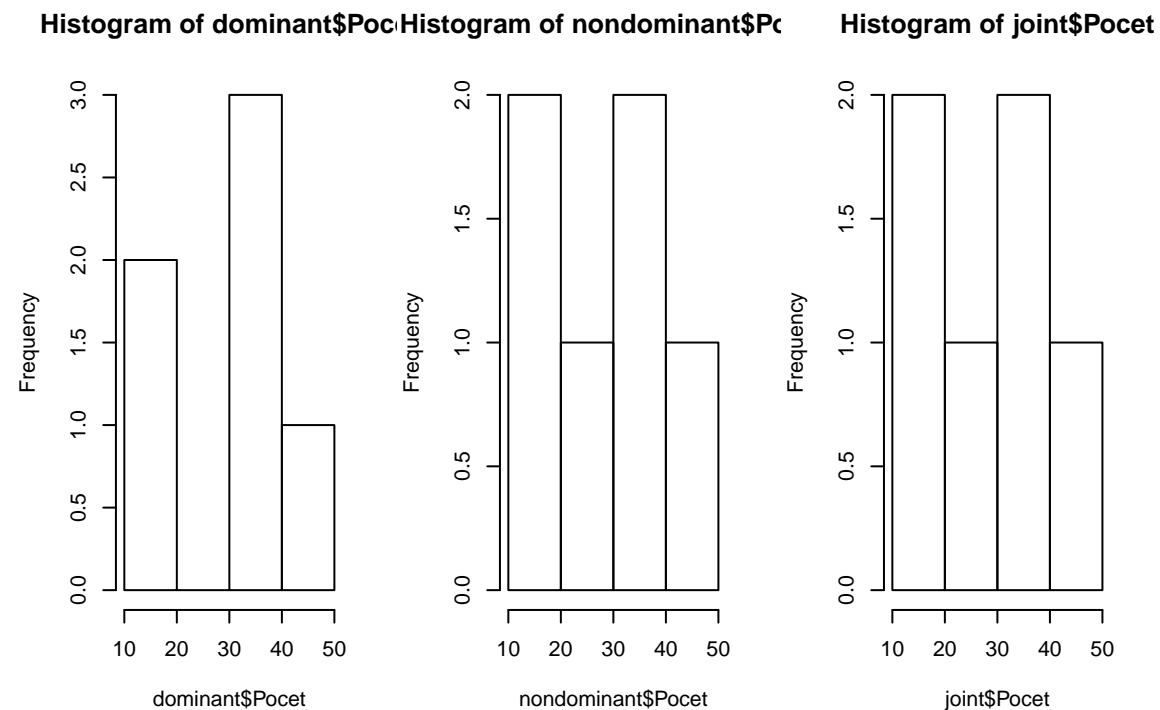 Histogram of dominant$Poc
3.0
2.5
2.0
1.5
1.0
0.5
0.0
Frequency
10 20 30 40 50
dominant$Pocet
Histogram of nondominant$Po
2.0
1.5
1.0
0.5
0.0
Frequency
10 20 30 40 50
nondominant$Pocet
Histogram of joint$Pocet
2.0
1.5
1.0
0.5
0.0
Frequency
10 20 30 40 50
joint$Pocet